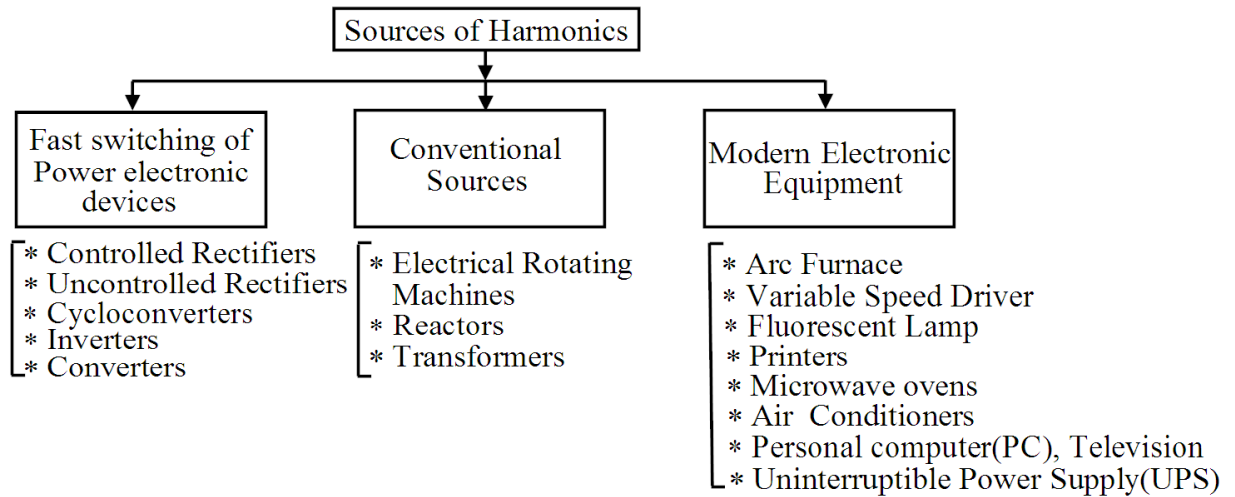 Sources of Harmonics
Fast switching of
Power electronic
devices
* Controlled Rectifiers
* Uncontrolled Rectifiers
* Cycloconverters
* Inverters
* Converters
Conventional
Sources
* Electrical Rotating
Machines
* Reactors
* Transformers
Modern Electronic
Equipment
* Arc Furnace
* Variable Speed Driver
* Fluorescent Lamp
* Printers
* Microwave ovens
* Air Conditioners
* Personal computer(PC), Television
* Uninterruptible Power Supply(UPS)